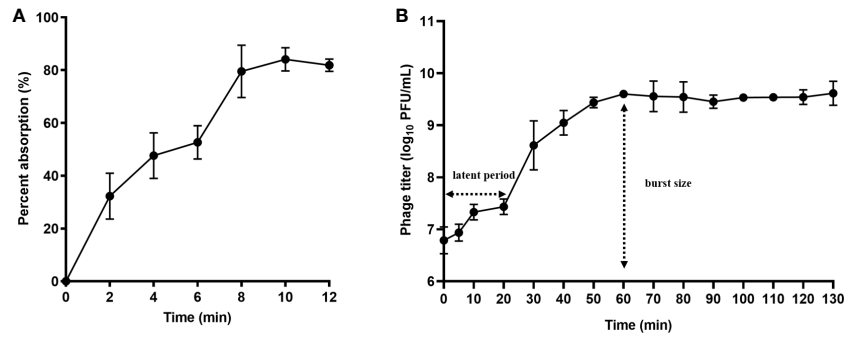 A
Percent absorption (%)
100
80
60
40
20
0
0 2 4 6 8 10 12
Time (min)
B
Phage titer (log10 PFU/mL)
11
10
9
8
7
6
latent period
burst size
0 10 20 30 40 50 60 70 80 90 100 110 120 130
Time (min)